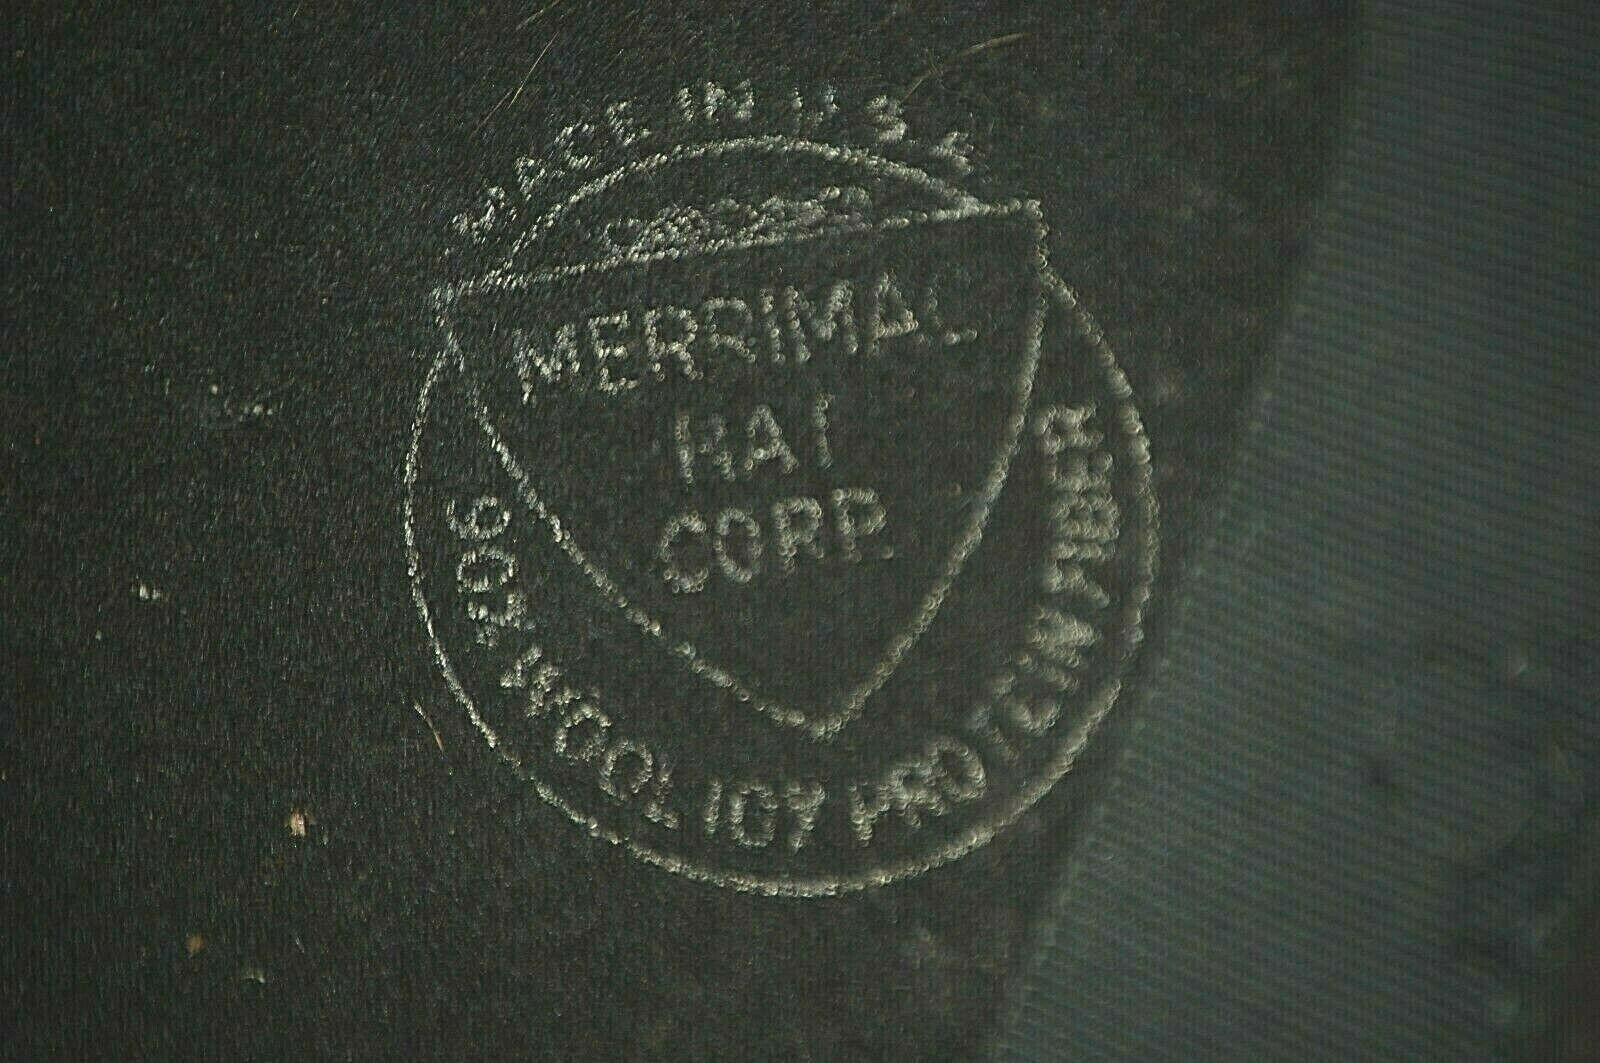 MADE IN U.S.A.
MERRIMAC
HAT
CORP.
90% WOOL 10% PROTEIN FIBER